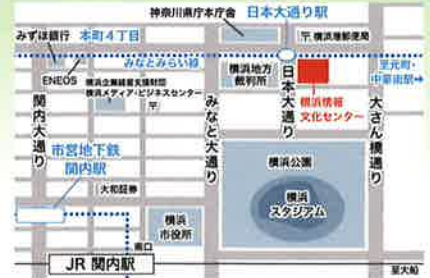 神奈川県庁本庁舎
日本大通り駅
みずほ銀行
本町4丁目
〒横浜港郵便局
みなとみらい線
至元町・
中華街駅➡
ENEOS
横浜企業経営支援財団
横浜メディア・ビジネスセンター
〒
横浜地方
裁判所
日本大通り
横浜情報
文化センター
関内大通り
みなと大通り
大さん橋通り
市営地下鉄
関内駅
大和証券
横浜公園
横浜
スタジアム
横浜
市役所
南口
JR 関内駅
至大船